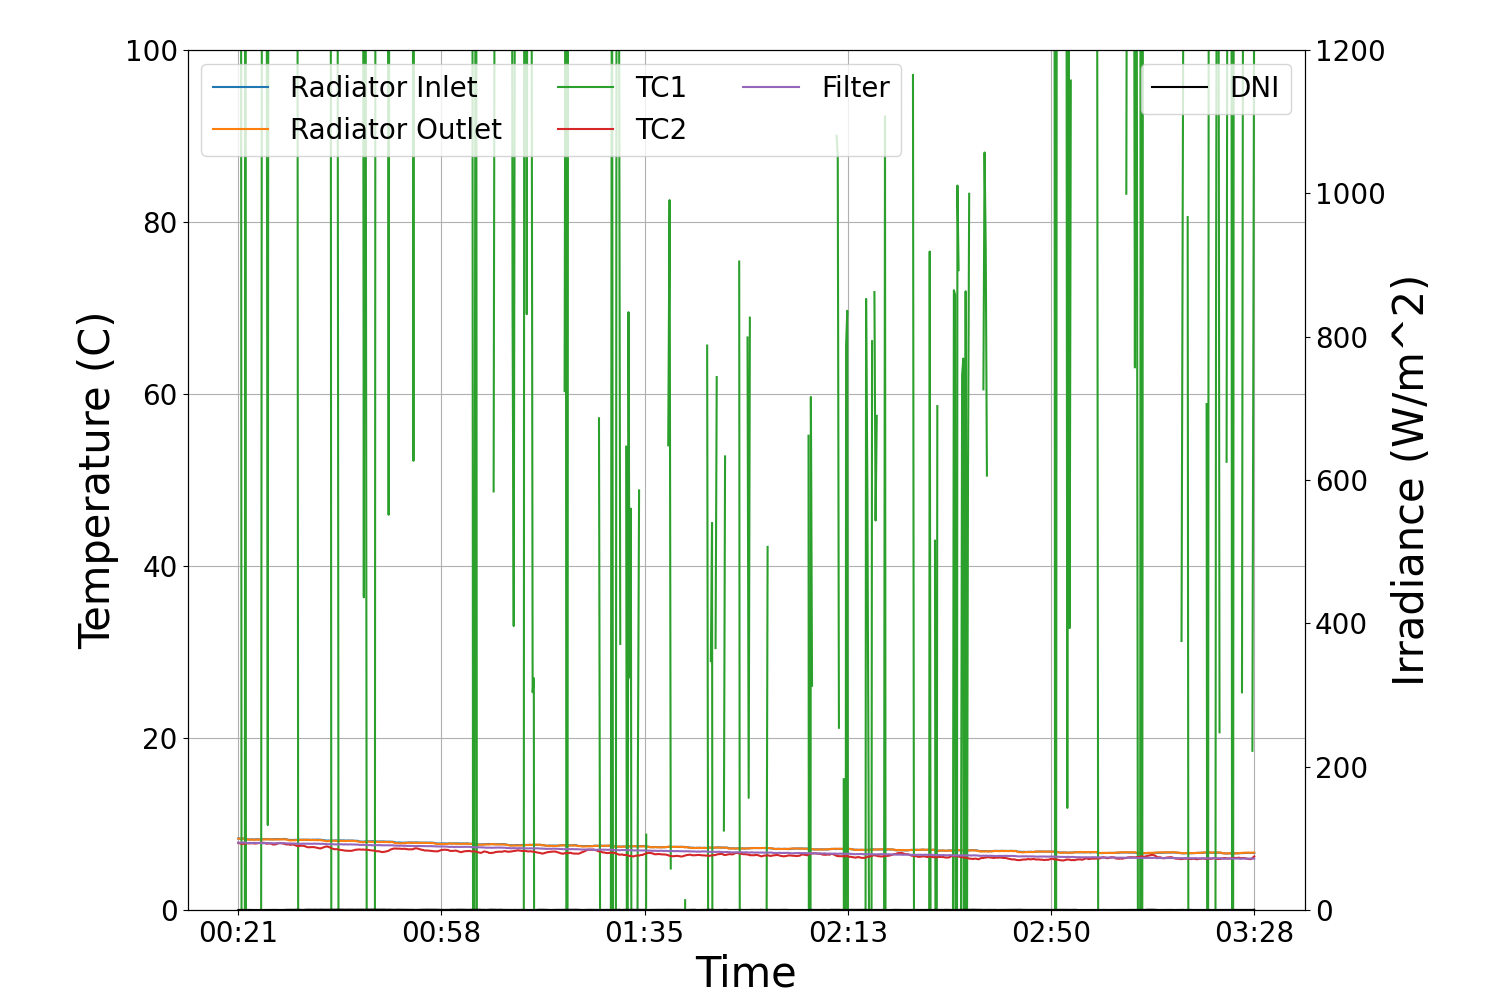 100
80
60
40
20
0
Temperature (C)
Radiator Inlet
Radiator Outlet
TC1
TC2
Filter
DNI
1200
1000
800
600
400
200
0
Irradiance (W/m^2)
00:21
00:58
01:35
02:13
02:50
03:28
Time